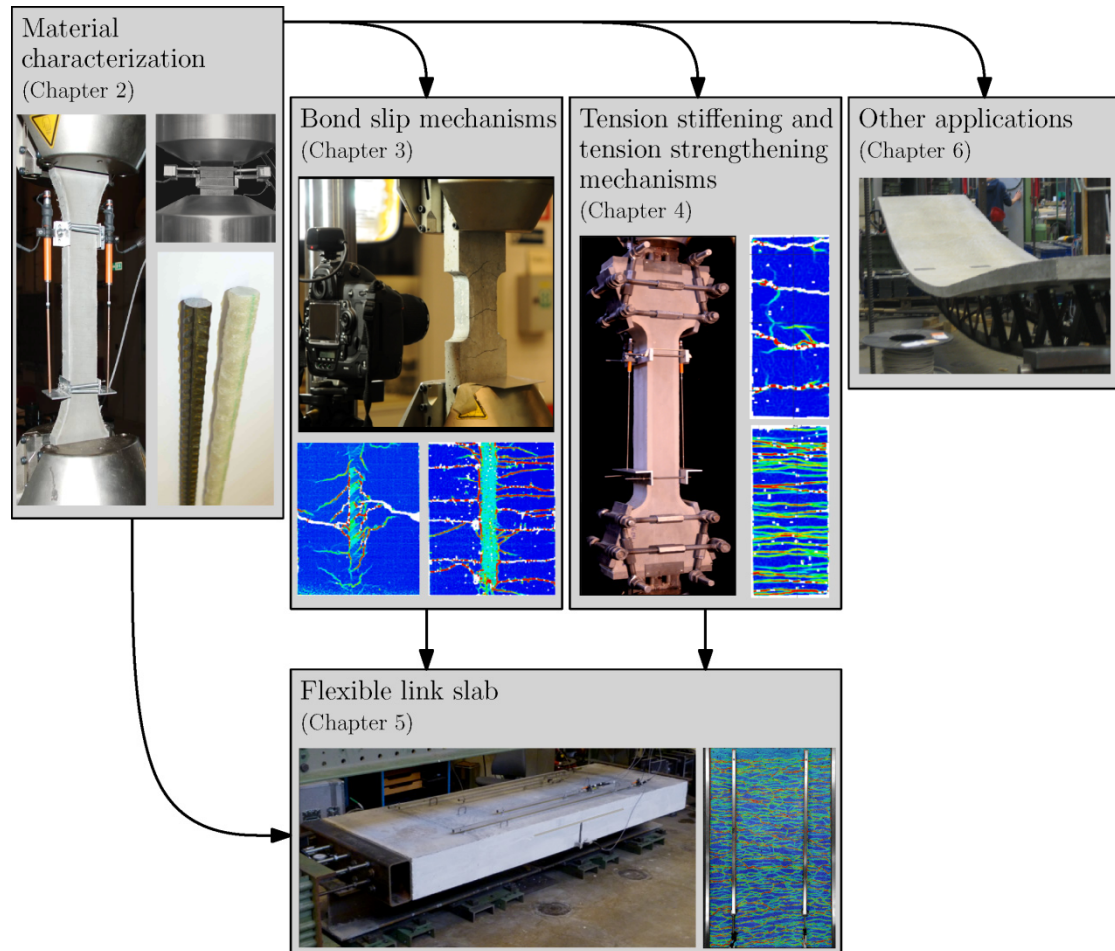 Material
characterization
(Chapter 2)
Bond slip mechanisms
(Chapter 3)
Tension stiffening and
tension strengthening
mechanisms
(Chapter 4)
Other applications
(Chapter 6)
Flexible link slab
(Chapter 5)